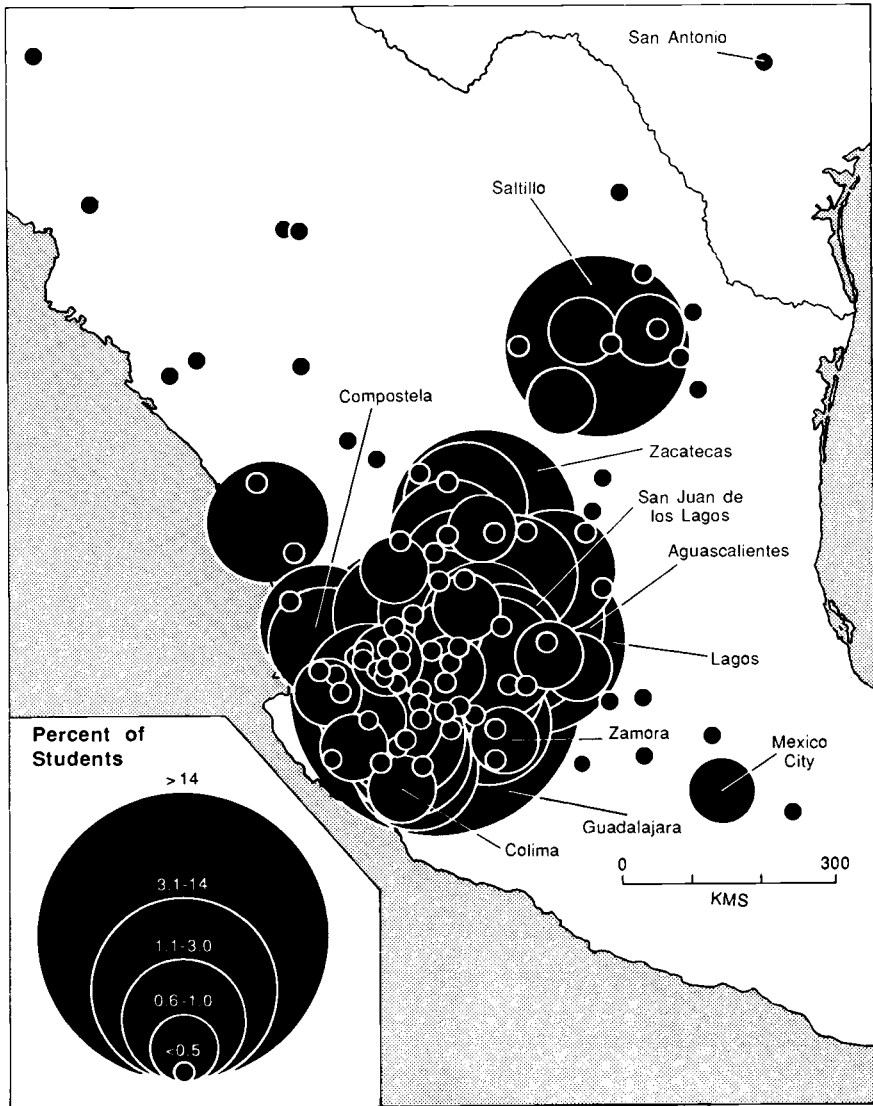 San Antonio
Saltillo
Compostela
Zacatecas
San Juan de
los Lagos
Aguascalientes
Lagos
Zamora
Mexico
City
Guadalajara
Colima
0 300
KMS
Percent of
Students
>14
3.1-14
1.1-3.0
0.6-1.0
<0.5